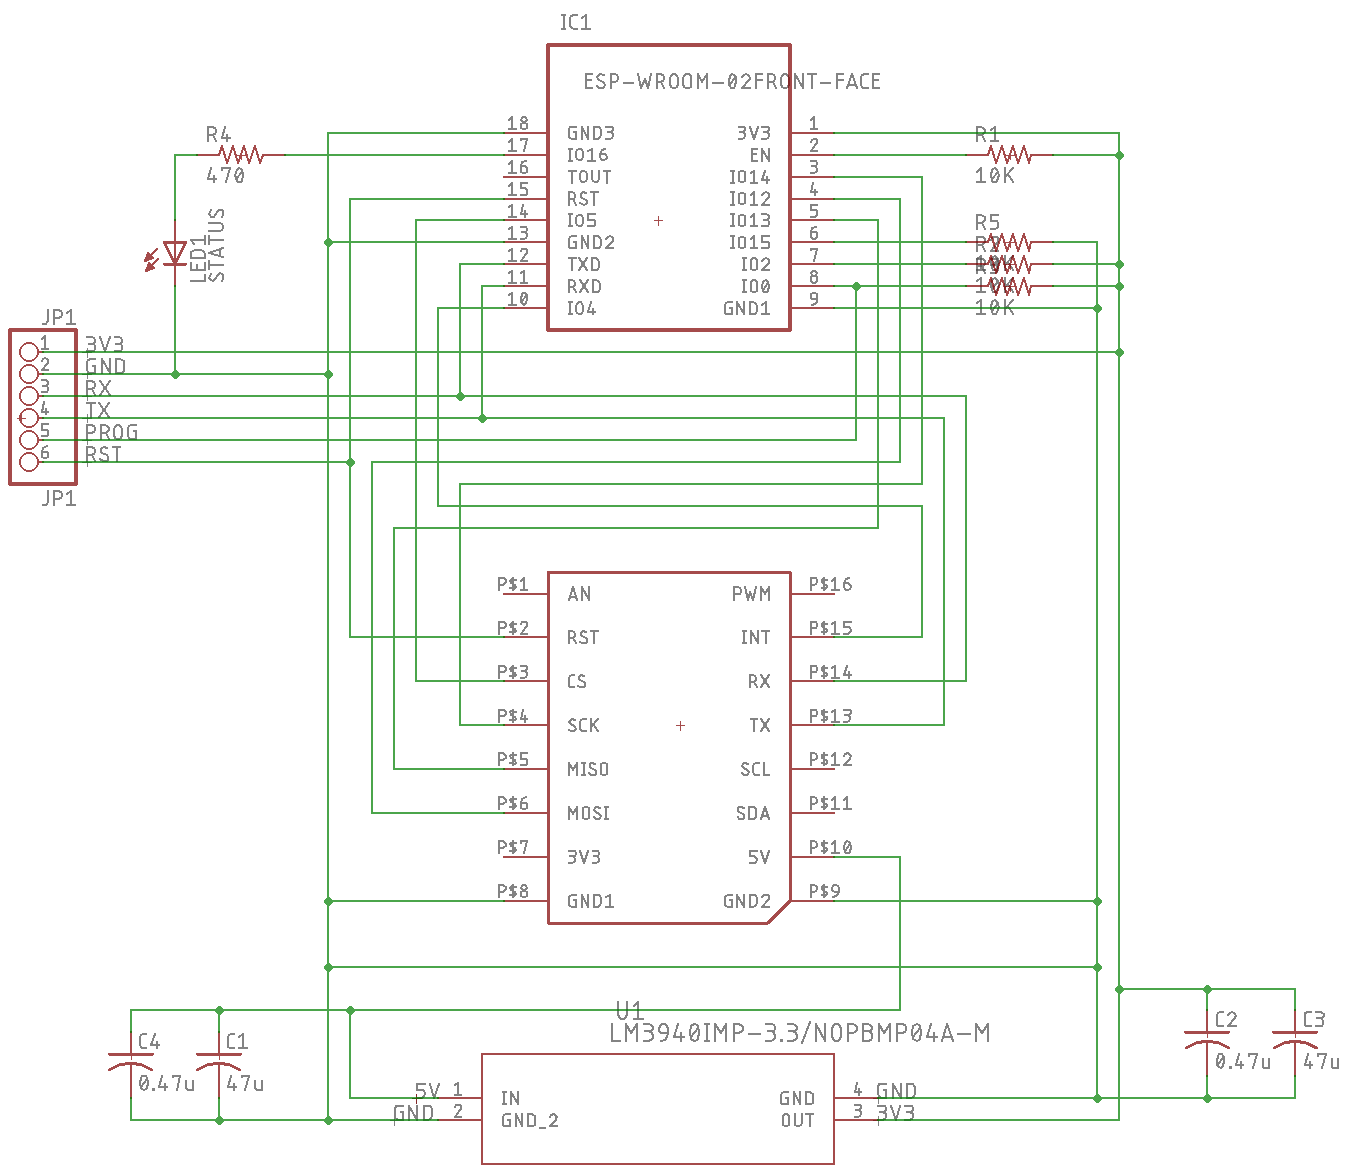 IC1
ESP-WROOM-02FRONT-FACE
18 GND3 3V3 1
17 IO16 EN 2
16 TOUT IO14 3
15 RST IO12 4
14 IO5 IO13 5
13 GND2 IO15 6
12 TXD IO2 7
11 RXD IO0 8
10 IO4 GND1 9
R4
470
LED1
STATUS
R1
10K
R5
R2
R3
10K
10K
10K
JP1
1 3V3
2 GND
3 RX
4 TX
5 PROG
6 RST
JP1
P$1 AN PWM P$16
P$2 RST INT P$15
P$3 CS RX P$14
P$4 SCK TX P$13
P$5 MISO SCL P$12
P$6 MOSI SDA P$11
P$7 3V3 5V P$10
P$8 GND1 GND2 P$9
U1
LM3940IMP-3.3/NOPBMP04A-M
5V 1 IN GND 4 GND
GND 2 GND_2 OUT 3 3V3
C4
0.47u
C1
47u
C2
0.47u
C3
47u